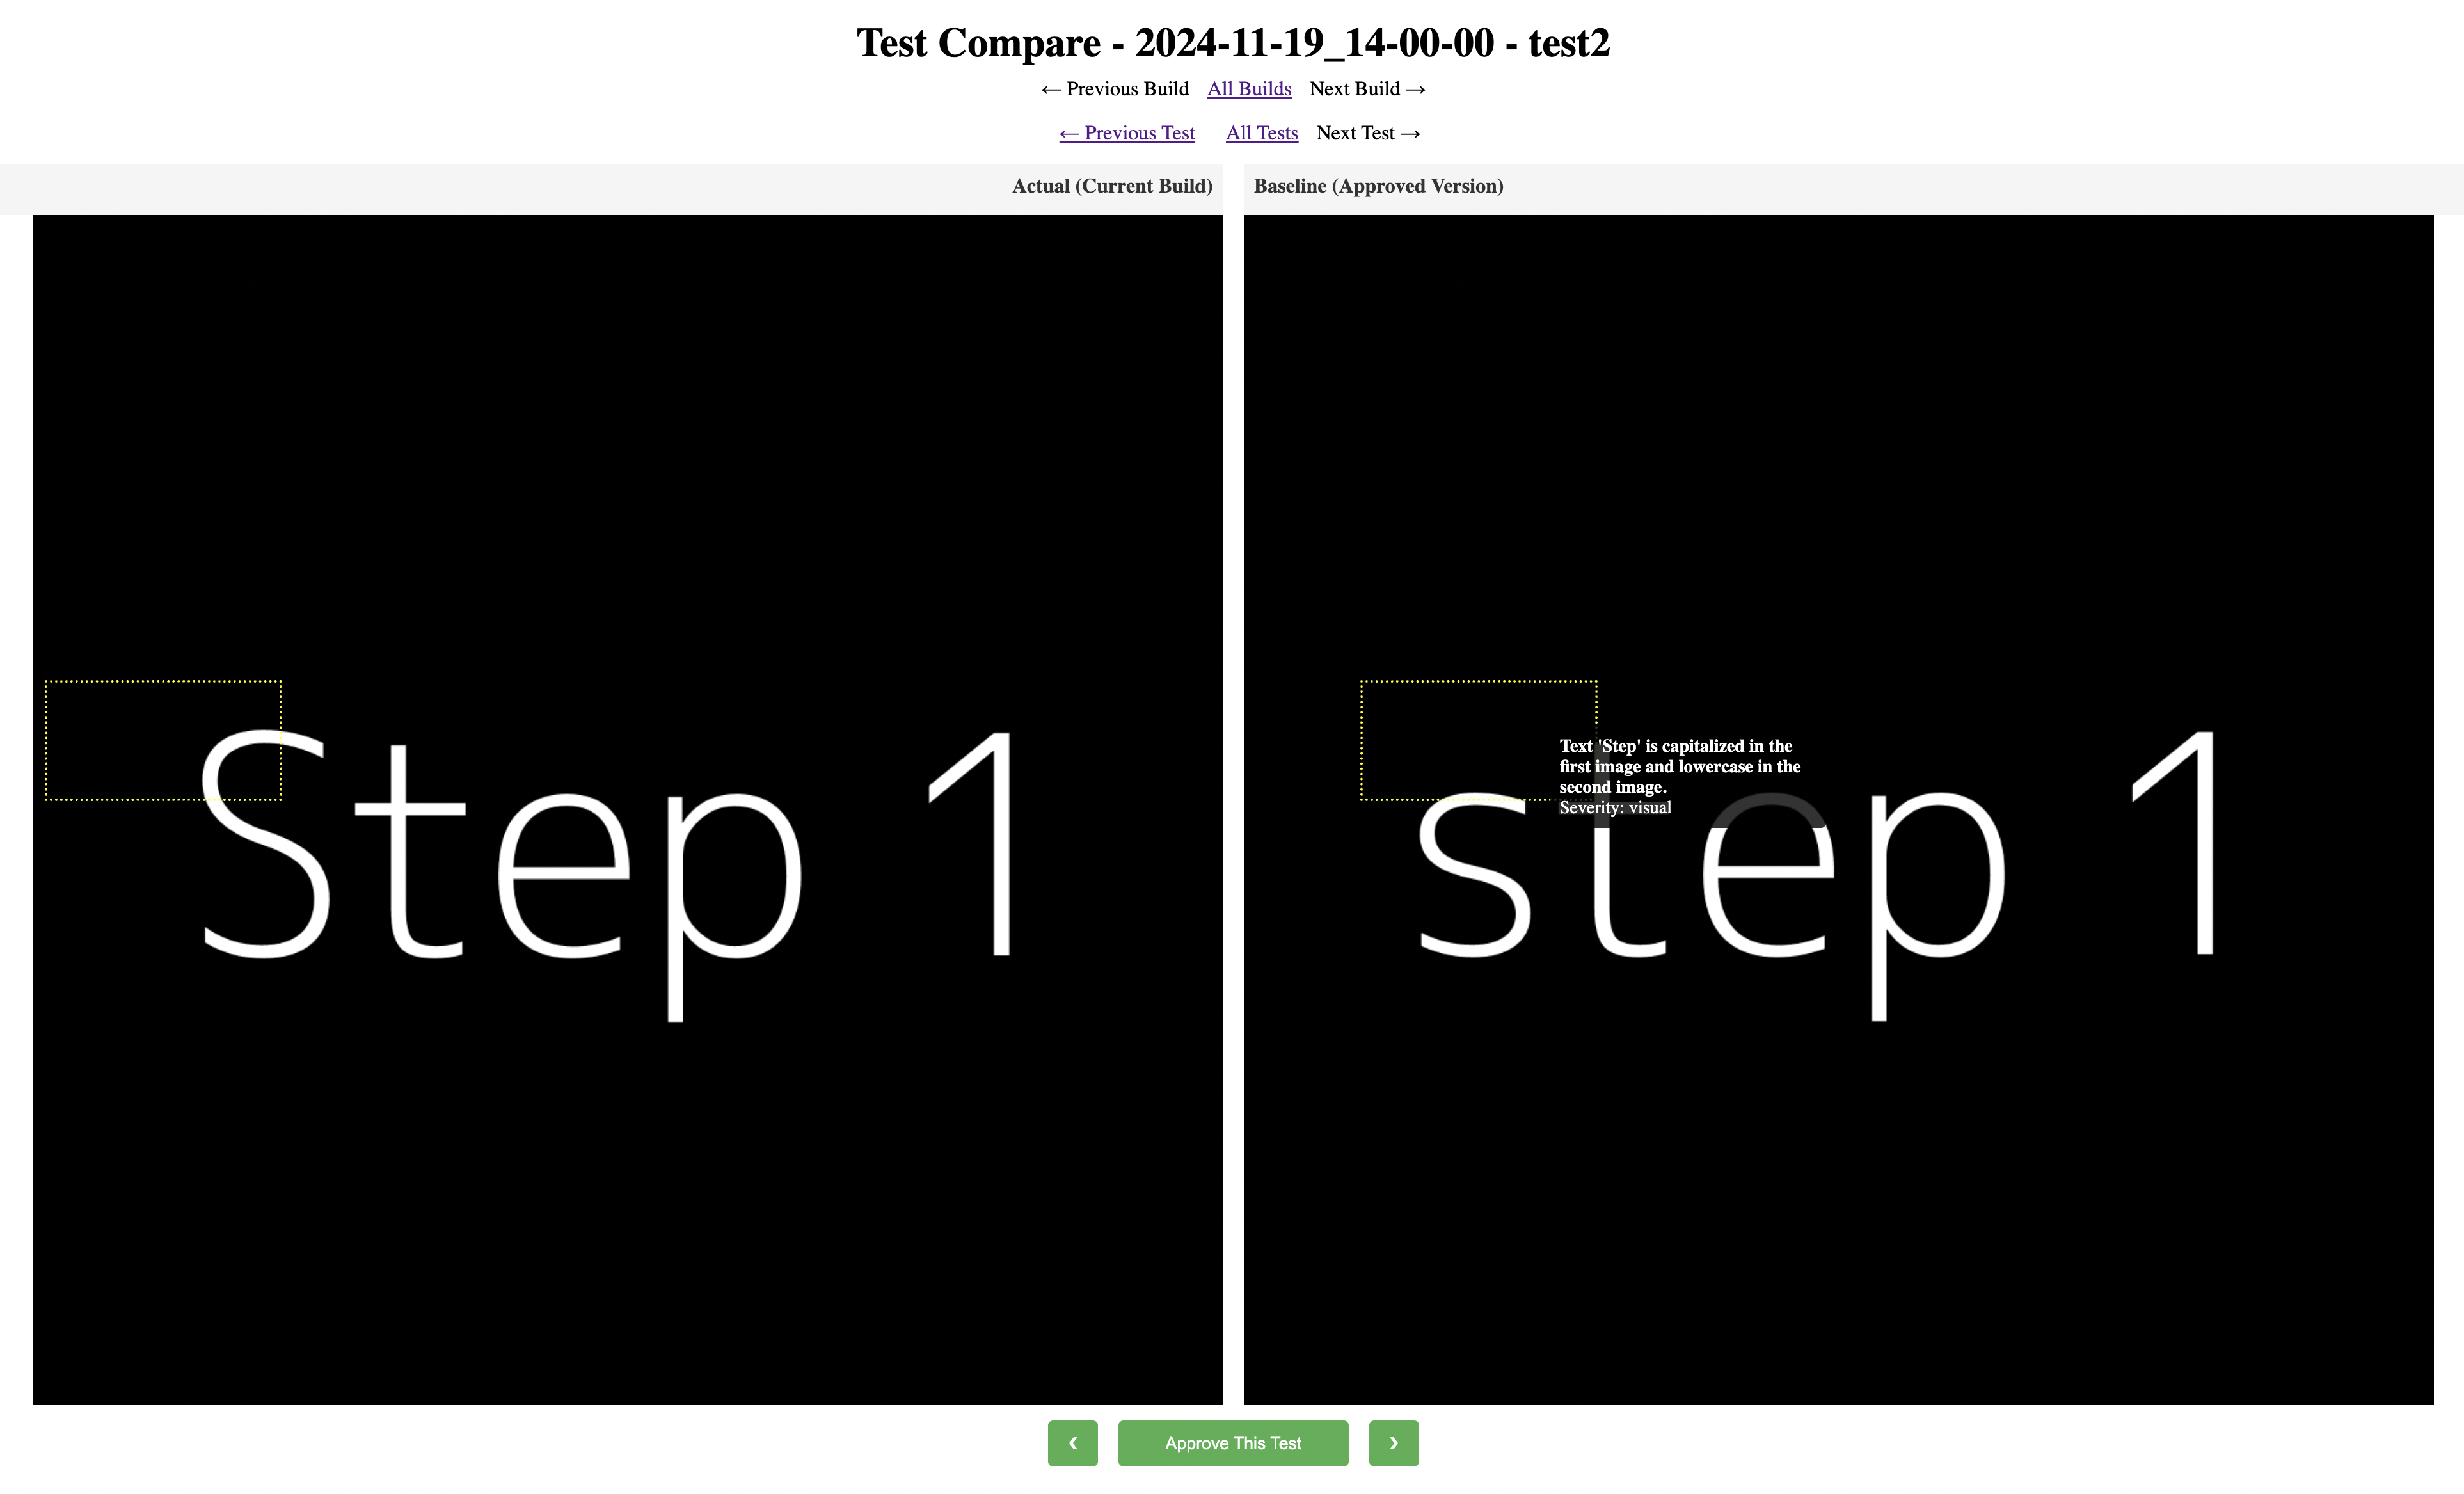 Test Compare - 2024-11-19_14-00-00 - test2
← Previous Build All Builds Next Build →
← Previous Test All Tests Next Test →
Actual (Current Build) Baseline (Approved Version)
Step 1
step 1
Text 'Step' is capitalized in the
first image and lowercase in the
second image.
Severity: visual
‹ Approve This Test ›